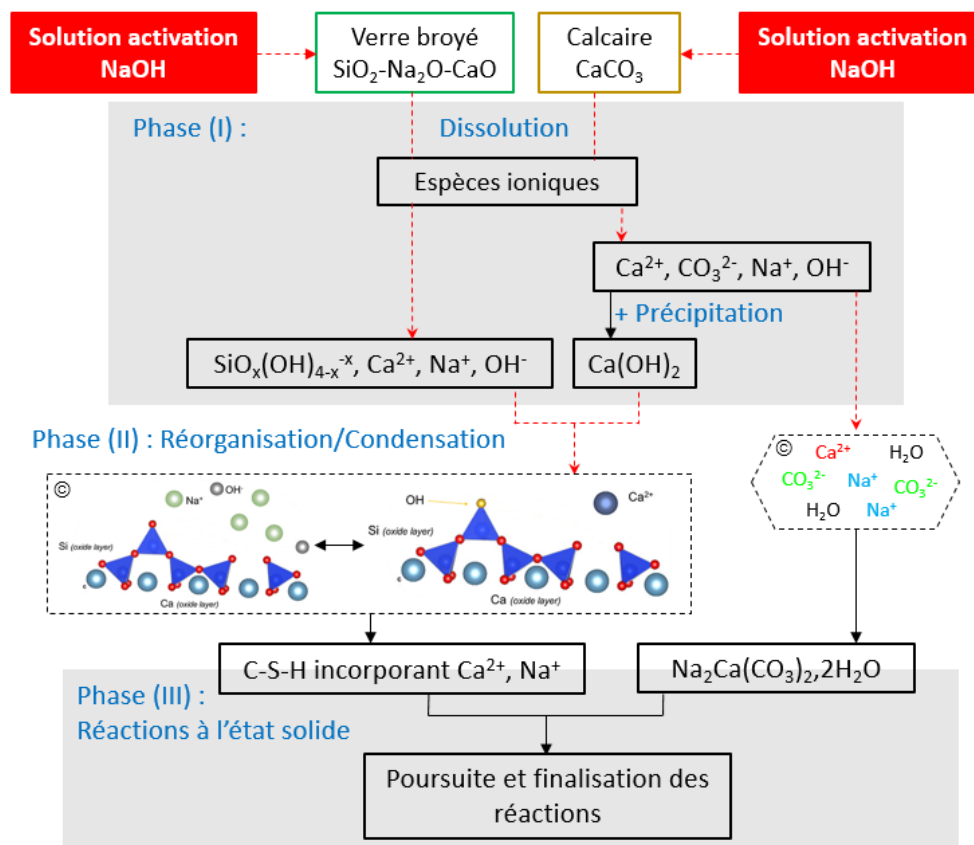 Solution activation
NaOH
Verre broyé
SiO₂-Na₂O-CaO
Calcaire
CaCO₃
Solution activation
NaOH
Phase (I) :
Dissolution
Espèces ioniques
Ca²⁺, CO₃²⁻, Na⁺, OH⁻
+ Précipitation
SiOₓ(OH)₄₋ₓ⁻ˣ, Ca²⁺, Na⁺, OH⁻
Ca(OH)₂
Phase (II) : Réorganisation/Condensation
©
Na⁺
OH⁻
Si (oxide layer)
c
Ca (oxide layer)
OH
Ca²⁺
Si (oxide layer)
c
Ca (oxide layer)
©
Ca²⁺
H₂O
CO₃²⁻
Na⁺
CO₃²⁻
H₂O
Na⁺
C-S-H incorporant Ca²⁺, Na⁺
Na₂Ca(CO₃)₂,2H₂O
Phase (III) :
Réactions à l’état solide
Poursuite et finalisation des
réactions